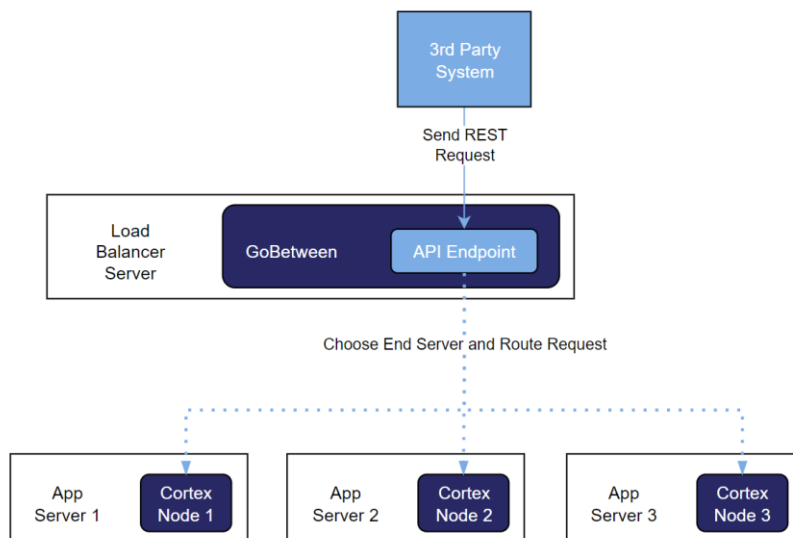 3rd Party
System
Send REST
Request
Load
Balancer
Server
GoBetween
API Endpoint
Choose End Server and Route Request
App
Server 1
Cortex
Node 1
App
Server 2
Cortex
Node 2
App
Server 3
Cortex
Node 3